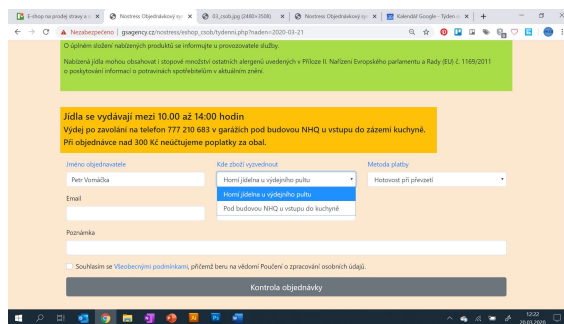 E-shop na prodej stravy a o
Nostress Objednávkový sys
03_csob.jpg (2480×3508)
Nostress Objednávkový sys
Kalendář Google - Týden o
Nezabezpečeno | gsagency.cz/nostress/eshop_csob/tydenni.php?naden=2020-03-21
O úplném složení nabízených produktů se informujte u provozovatele služby.
Nabízená jídla mohou obsahovat i stopové množství ostatních alergenů uvedených v Příloze II. Nařízení Evropského parlamentu a Rady (EU) č. 1169/2011
o poskytování informací o potravinách spotřebitelům v aktuálním znění.
Jídla se vydávají mezi 10.00 až 14:00 hodin
Výdej po zavolání na telefon 777 210 683 v garážích pod budovou NHQ u vstupu do zázemí kuchyně.
Při objednávce nad 300 Kč neúčtujeme poplatky za obal.
Jméno objednavatele
Kde zboží vyzvednout
Metoda platby
Petr Vomáčka
Horní jídelna u výdejního pultu
Hotovost při převzetí
Horní jídelna u výdejního pultu
Email
Pod budovou NHQ u vstupu do kuchyně
Poznámka
Souhlasím se Všeobecnými podmínkami, přičemž beru na vědomí Poučení o zpracování osobních údajů.
Kontrola objednávky
12:22
20.03.2020